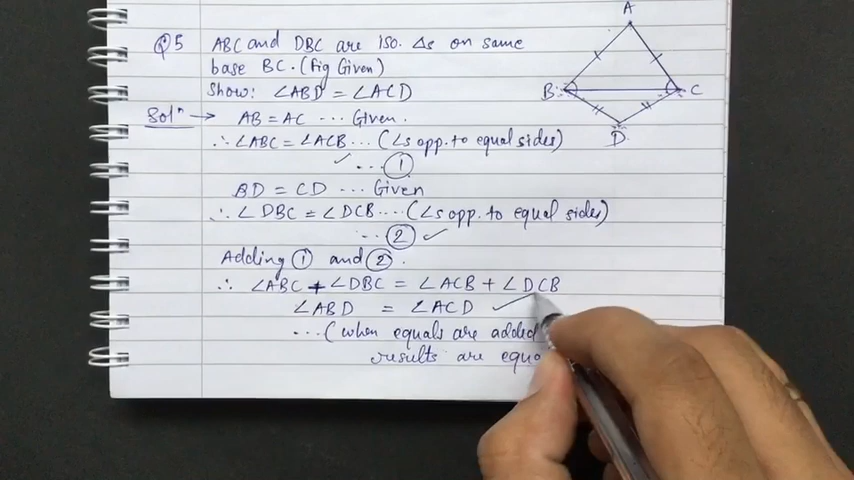 Q5 ABC and DBC are Iso. Δs on same
base BC. (fig Given)
Show: ∠ABD = ∠ACD
Solⁿ → AB = AC ... Given.
∴ ∠ABC = ∠ACB ... (∠s opp. to equal sides)
✓ ... ①
BD = CD ... Given
∴ ∠DBC = ∠DCB ... (∠s opp. to equal sides)
... ② ✓
Adding ① and ②.
∴ ∠ABC + ∠DBC = ∠ACB + ∠DCB
∠ABD = ∠ACD ✓
... (when equals are added
results are equa
A
B
C
D